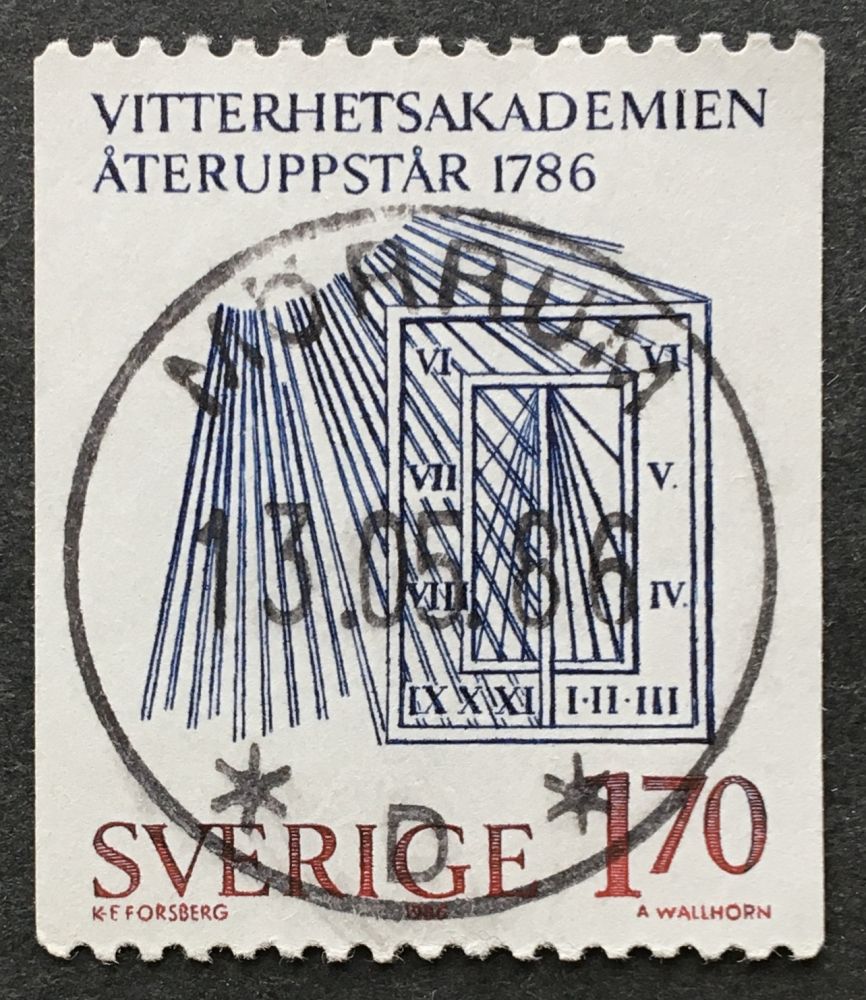 VITTERHETSAKADEMIEN
ÅTERUPPSTÅR 1786
MÖRRUM
VI VI
VII V.
13.05.86
VIII IV.
IX X XI I·II·III
* D *
SVERIGE 170
K-E FORSBERG 1986 A WALLHORN